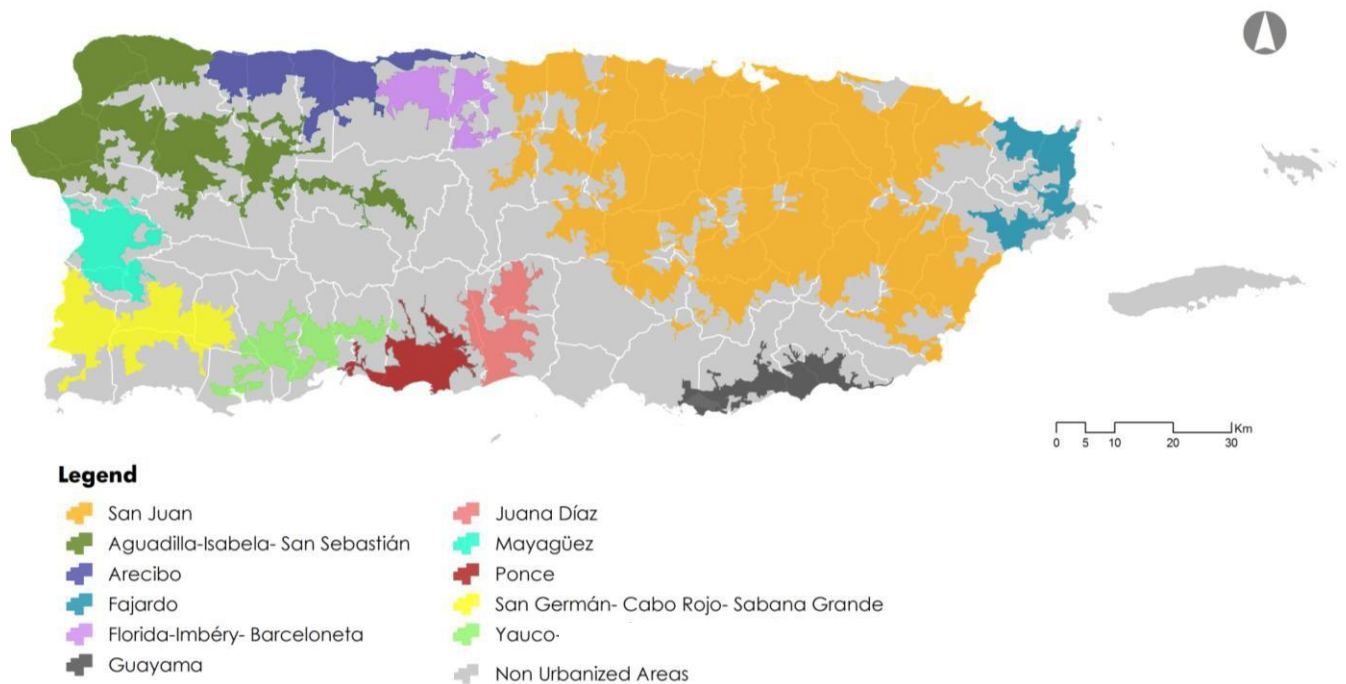 Km
0 5 10 20 30
Legend
San Juan
Aguadilla-Isabela- San Sebastián
Arecibo
Fajardo
Florida-Imbéry- Barceloneta
Guayama
Juana Díaz
Mayagüez
Ponce
San Germán- Cabo Rojo- Sabana Grande
Yauco-
Non Urbanized Areas